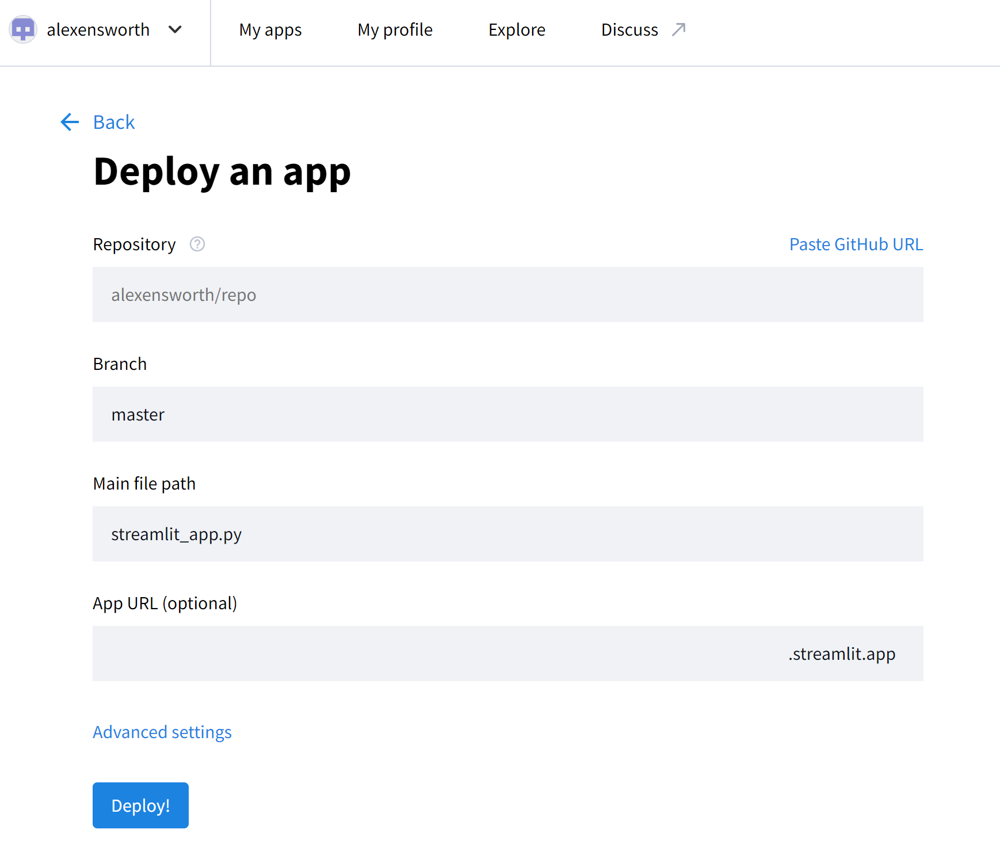 alexensworth My apps My profile Explore Discuss
Back
Deploy an app
Repository Paste GitHub URL
alexensworth/repo
Branch
master
Main file path
streamlit_app.py
App URL (optional)
.streamlit.app
Advanced settings
Deploy!